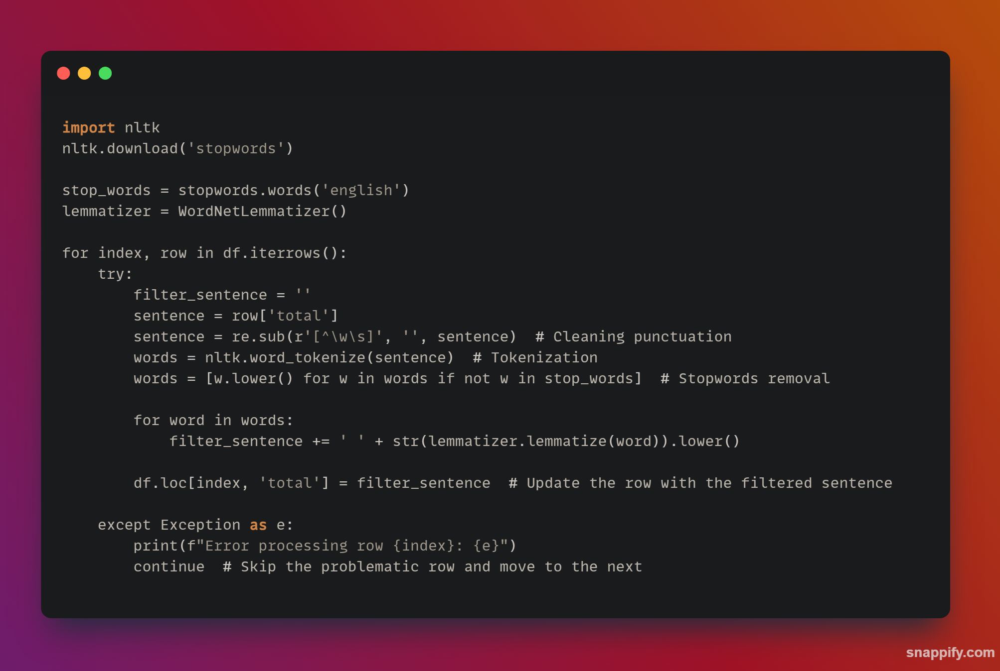 import nltk
nltk.download('stopwords')
stop_words = stopwords.words('english')
lemmatizer = WordNetLemmatizer()
for index, row in df.iterrows():
    try:
        filter_sentence = ''
        sentence = row['total']
        sentence = re.sub(r'[^\w\s]', '', sentence)  # Cleaning punctuation
        words = nltk.word_tokenize(sentence)  # Tokenization
        words = [w.lower() for w in words if not w in stop_words]  # Stopwords removal
        for word in words:
            filter_sentence += ' ' + str(lemmatizer.lemmatize(word)).lower()
        df.loc[index, 'total'] = filter_sentence  # Update the row with the filtered sentence
    except Exception as e:
        print(f"Error processing row {index}: {e}")
        continue  # Skip the problematic row and move to the next
snappify.com